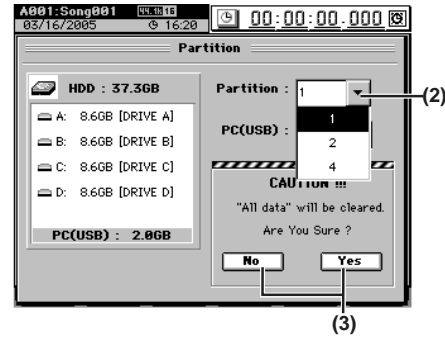 A001:Song001 44.1k 16
03/16/2005 16:20
00:00:00.000
Partition
HDD : 37.3GB
A: 8.6GB [DRIVE A]
B: 8.6GB [DRIVE B]
C: 8.6GB [DRIVE C]
D: 8.6GB [DRIVE D]
PC(USB) : 2.0GB
Partition : 1
1
2
4
PC(USB) :
CAUTION !!!
"All data" will be cleared.
Are You Sure ?
No Yes
(2)
(3)